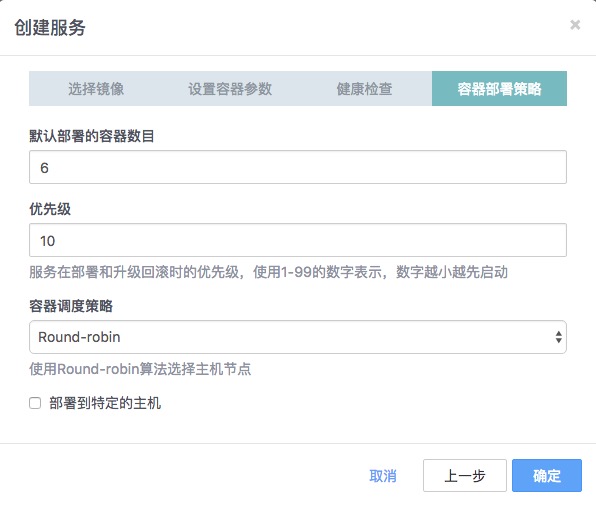 创建服务
×
选择镜像
设置容器参数
健康检查
容器部署策略
默认部署的容器数目
6
优先级
10
服务在部署和升级回滚时的优先级，使用1-99的数字表示，数字越小越先启动
容器调度策略
Round-robin
使用Round-robin算法选择主机节点
部署到特定的主机
取消
上一步
确定